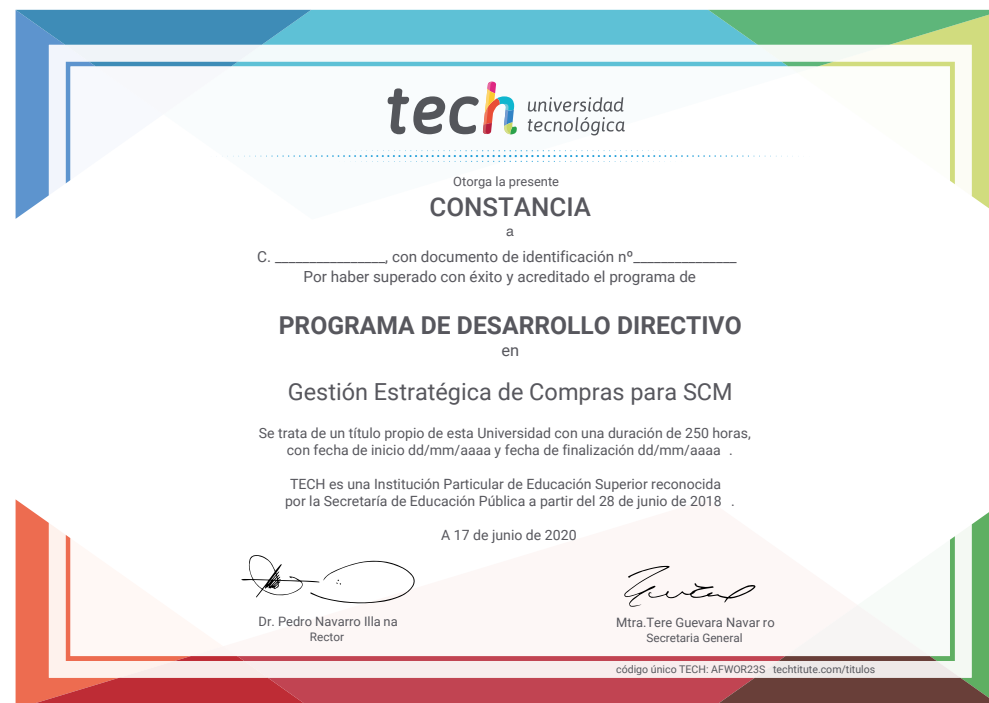 tech universidad
tecnológica
Otorga la presente
CONSTANCIA
a
C. ________________, con documento de identificación nº_______________
Por haber superado con éxito y acreditado el programa de
PROGRAMA DE DESARROLLO DIRECTIVO
en
Gestión Estratégica de Compras para SCM
Se trata de un título propio de esta Universidad con una duración de 250 horas,
con fecha de inicio dd/mm/aaaa y fecha de finalización dd/mm/aaaa .
TECH es una Institución Particular de Educación Superior reconocida
por la Secretaría de Educación Pública a partir del 28 de junio de 2018 .
A 17 de junio de 2020
Dr. Pedro Navarro Illa na
Rector
Mtra.Tere Guevara Navar ro
Secretaria General
código único TECH: AFWOR23S techtitute.com/titulos